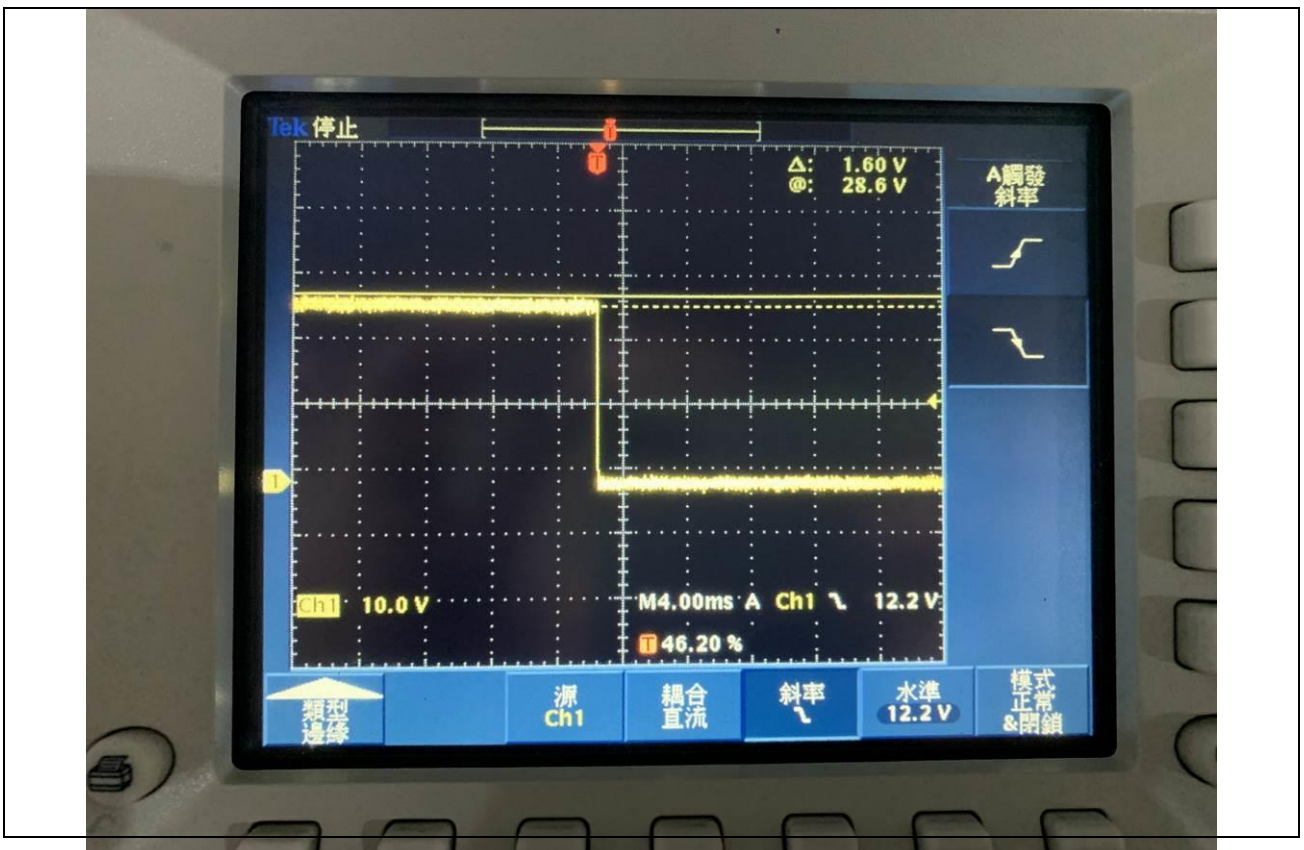 Tek 停止
T
T
Δ: 1.60 V
@: 28.6 V
A觸發
斜率
1
Ch1 10.0 V M4.00ms A Ch1 12.2 V
T 46.20 %
類型
邊緣
源
Ch1
耦合
直流
斜率
水準
12.2 V
模式
正常
&閉鎖